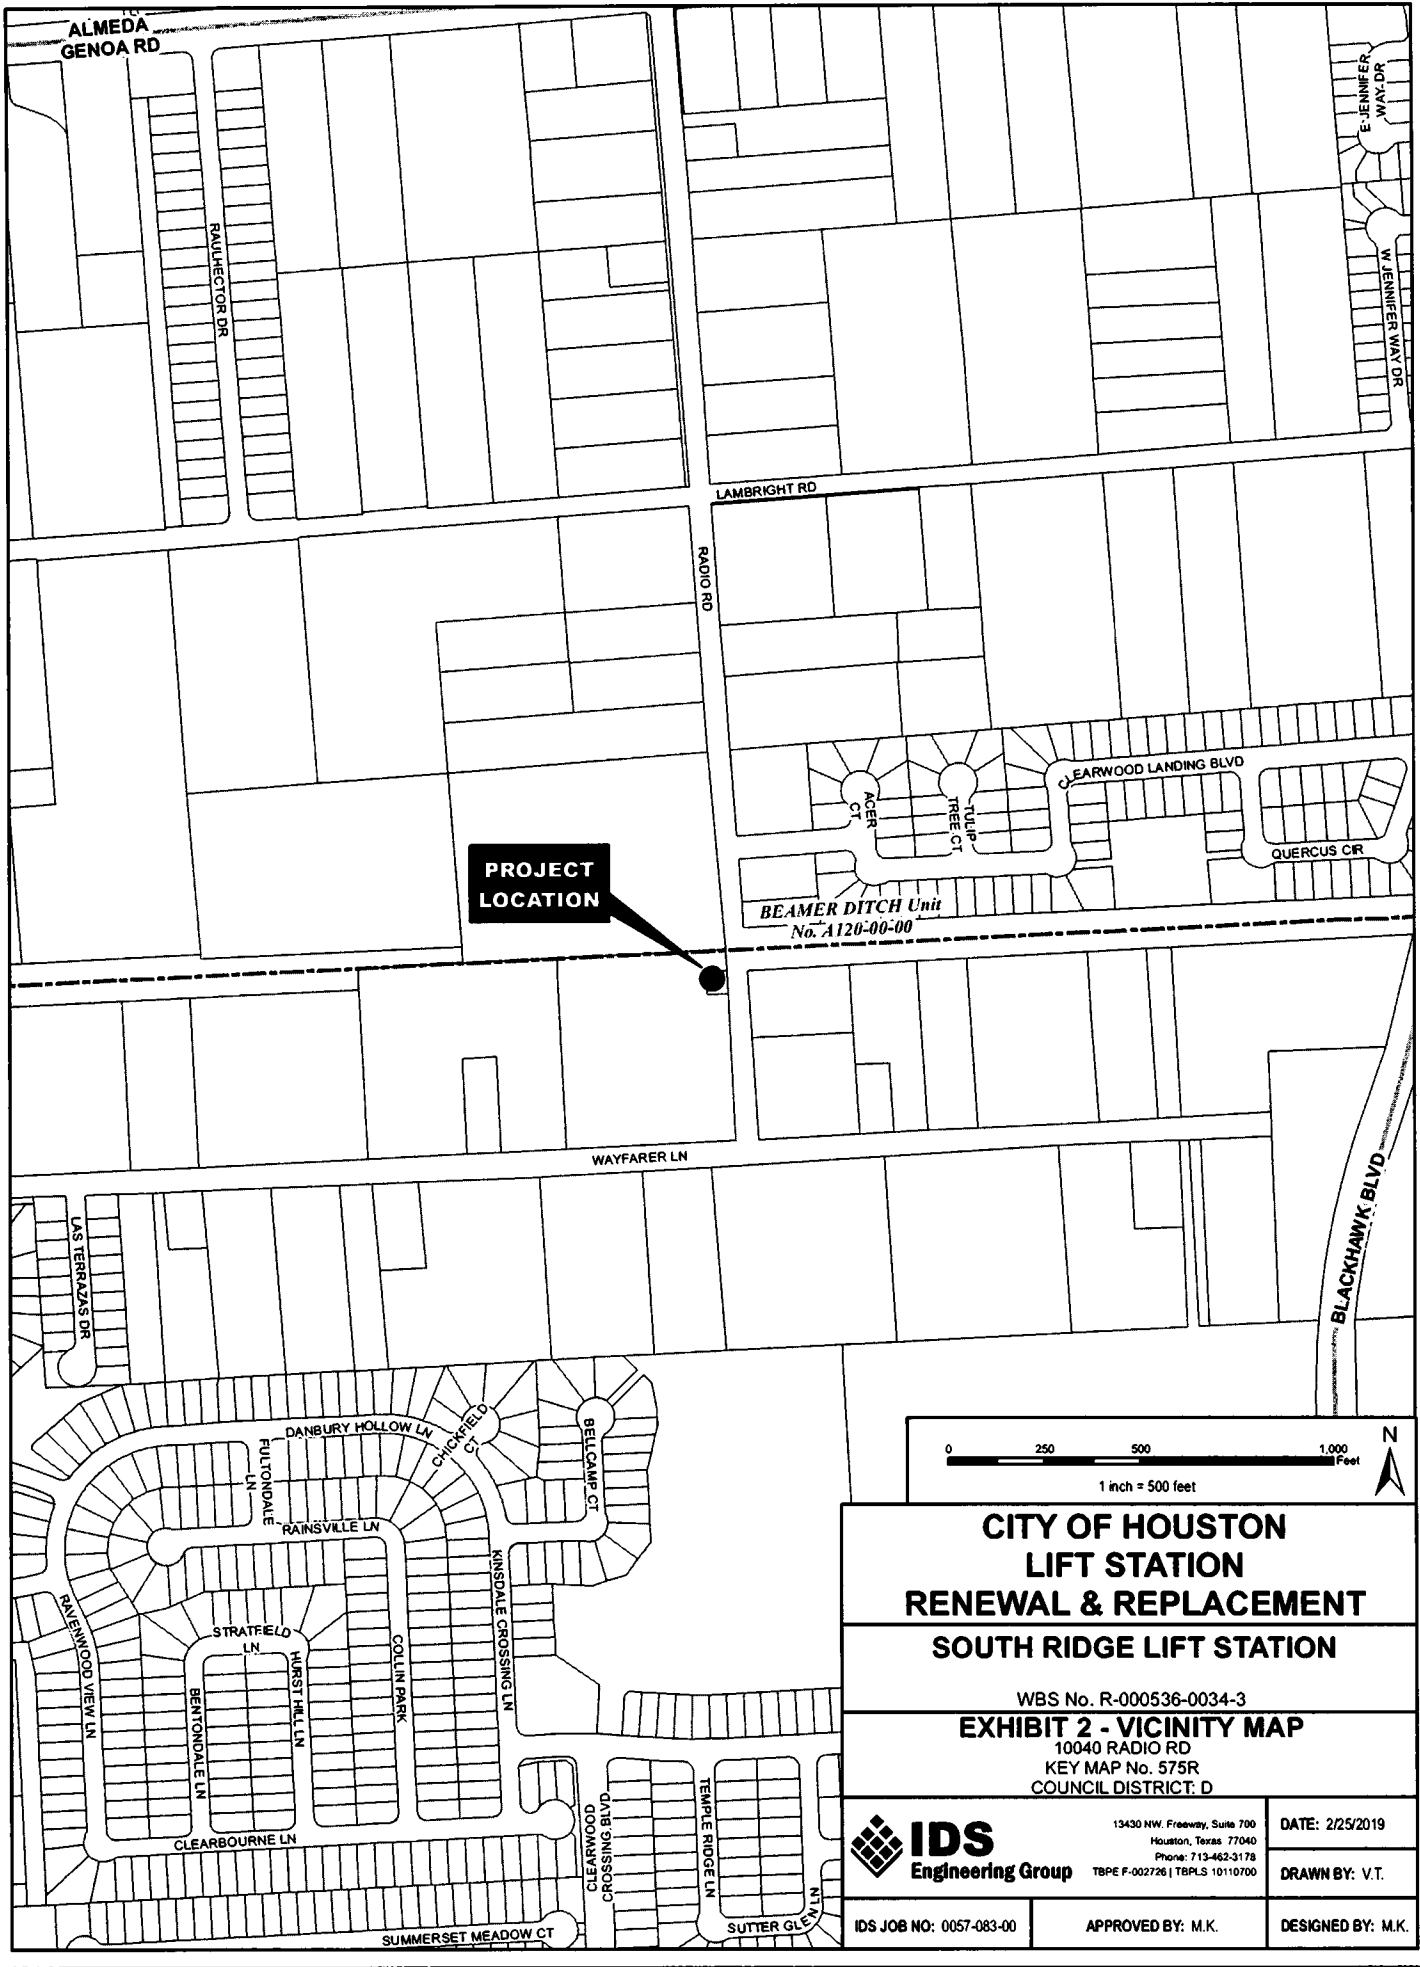 ALMEDA
GENOA RD
E JENNIFER
WAY DR
RAULHECTOR DR
W JENNIFER WAY DR
LAMBRIGHT RD
RADIO RD
CLEARWOOD LANDING BLVD
ACER
CT
TULIP
TREE CT
QUERCUS CIR
PROJECT
LOCATION
BEAMER DITCH Unit
No. A120-00-00
WAYFARER LN
BLACKHAWK BLVD
LAS TERRAZAS DR
DANBURY HOLLOW LN
CHICKFIELD
CT
BELLCAMP CT
FULTONDALE
LN
RAINSVILLE LN
KINSDALE CROSSING LN
RAVENWOOD VIEW LN
STRATFIELD
LN
HURST HILL LN
COLLIN PARK
BENTONDALE LN
CLEARBOURNE LN
CLEARWOOD
CROSSING BLVD
TEMPLE RIDGE LN
SUTTER GLEN LN
SUMMERSET MEADOW CT
0 250 500 1,000
Feet
N
1 inch = 500 feet
CITY OF HOUSTON
LIFT STATION
RENEWAL & REPLACEMENT
SOUTH RIDGE LIFT STATION
WBS No. R-000536-0034-3
EXHIBIT 2 - VICINITY MAP
10040 RADIO RD
KEY MAP No. 575R
COUNCIL DISTRICT: D
IDS
Engineering Group
13430 NW. Freeway, Suite 700
Houston, Texas 77040
Phone: 713-462-3178
TBPE F-002726 | TBPLS 10110700
DATE: 2/25/2019
DRAWN BY: V.T.
IDS JOB NO: 0057-083-00
APPROVED BY: M.K.
DESIGNED BY: M.K.